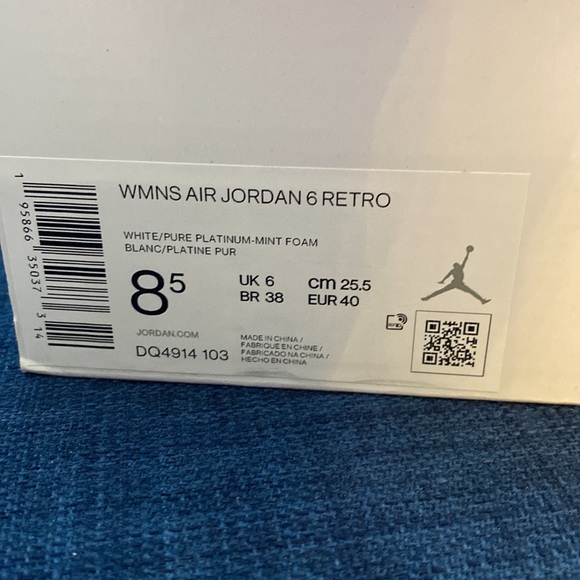 WMNS AIR JORDAN 6 RETRO
WHITE/PURE PLATINUM-MINT FOAM
BLANC/PLATINE PUR
8⁵
UK 6
BR 38
cm 25.5
EUR 40
JORDAN.COM
DQ4914 103
MADE IN CHINA /
FABRIQUÉ EN CHINE /
FABRICADO NA CHINA /
HECHO EN CHINA
1 95866 35037 3 14